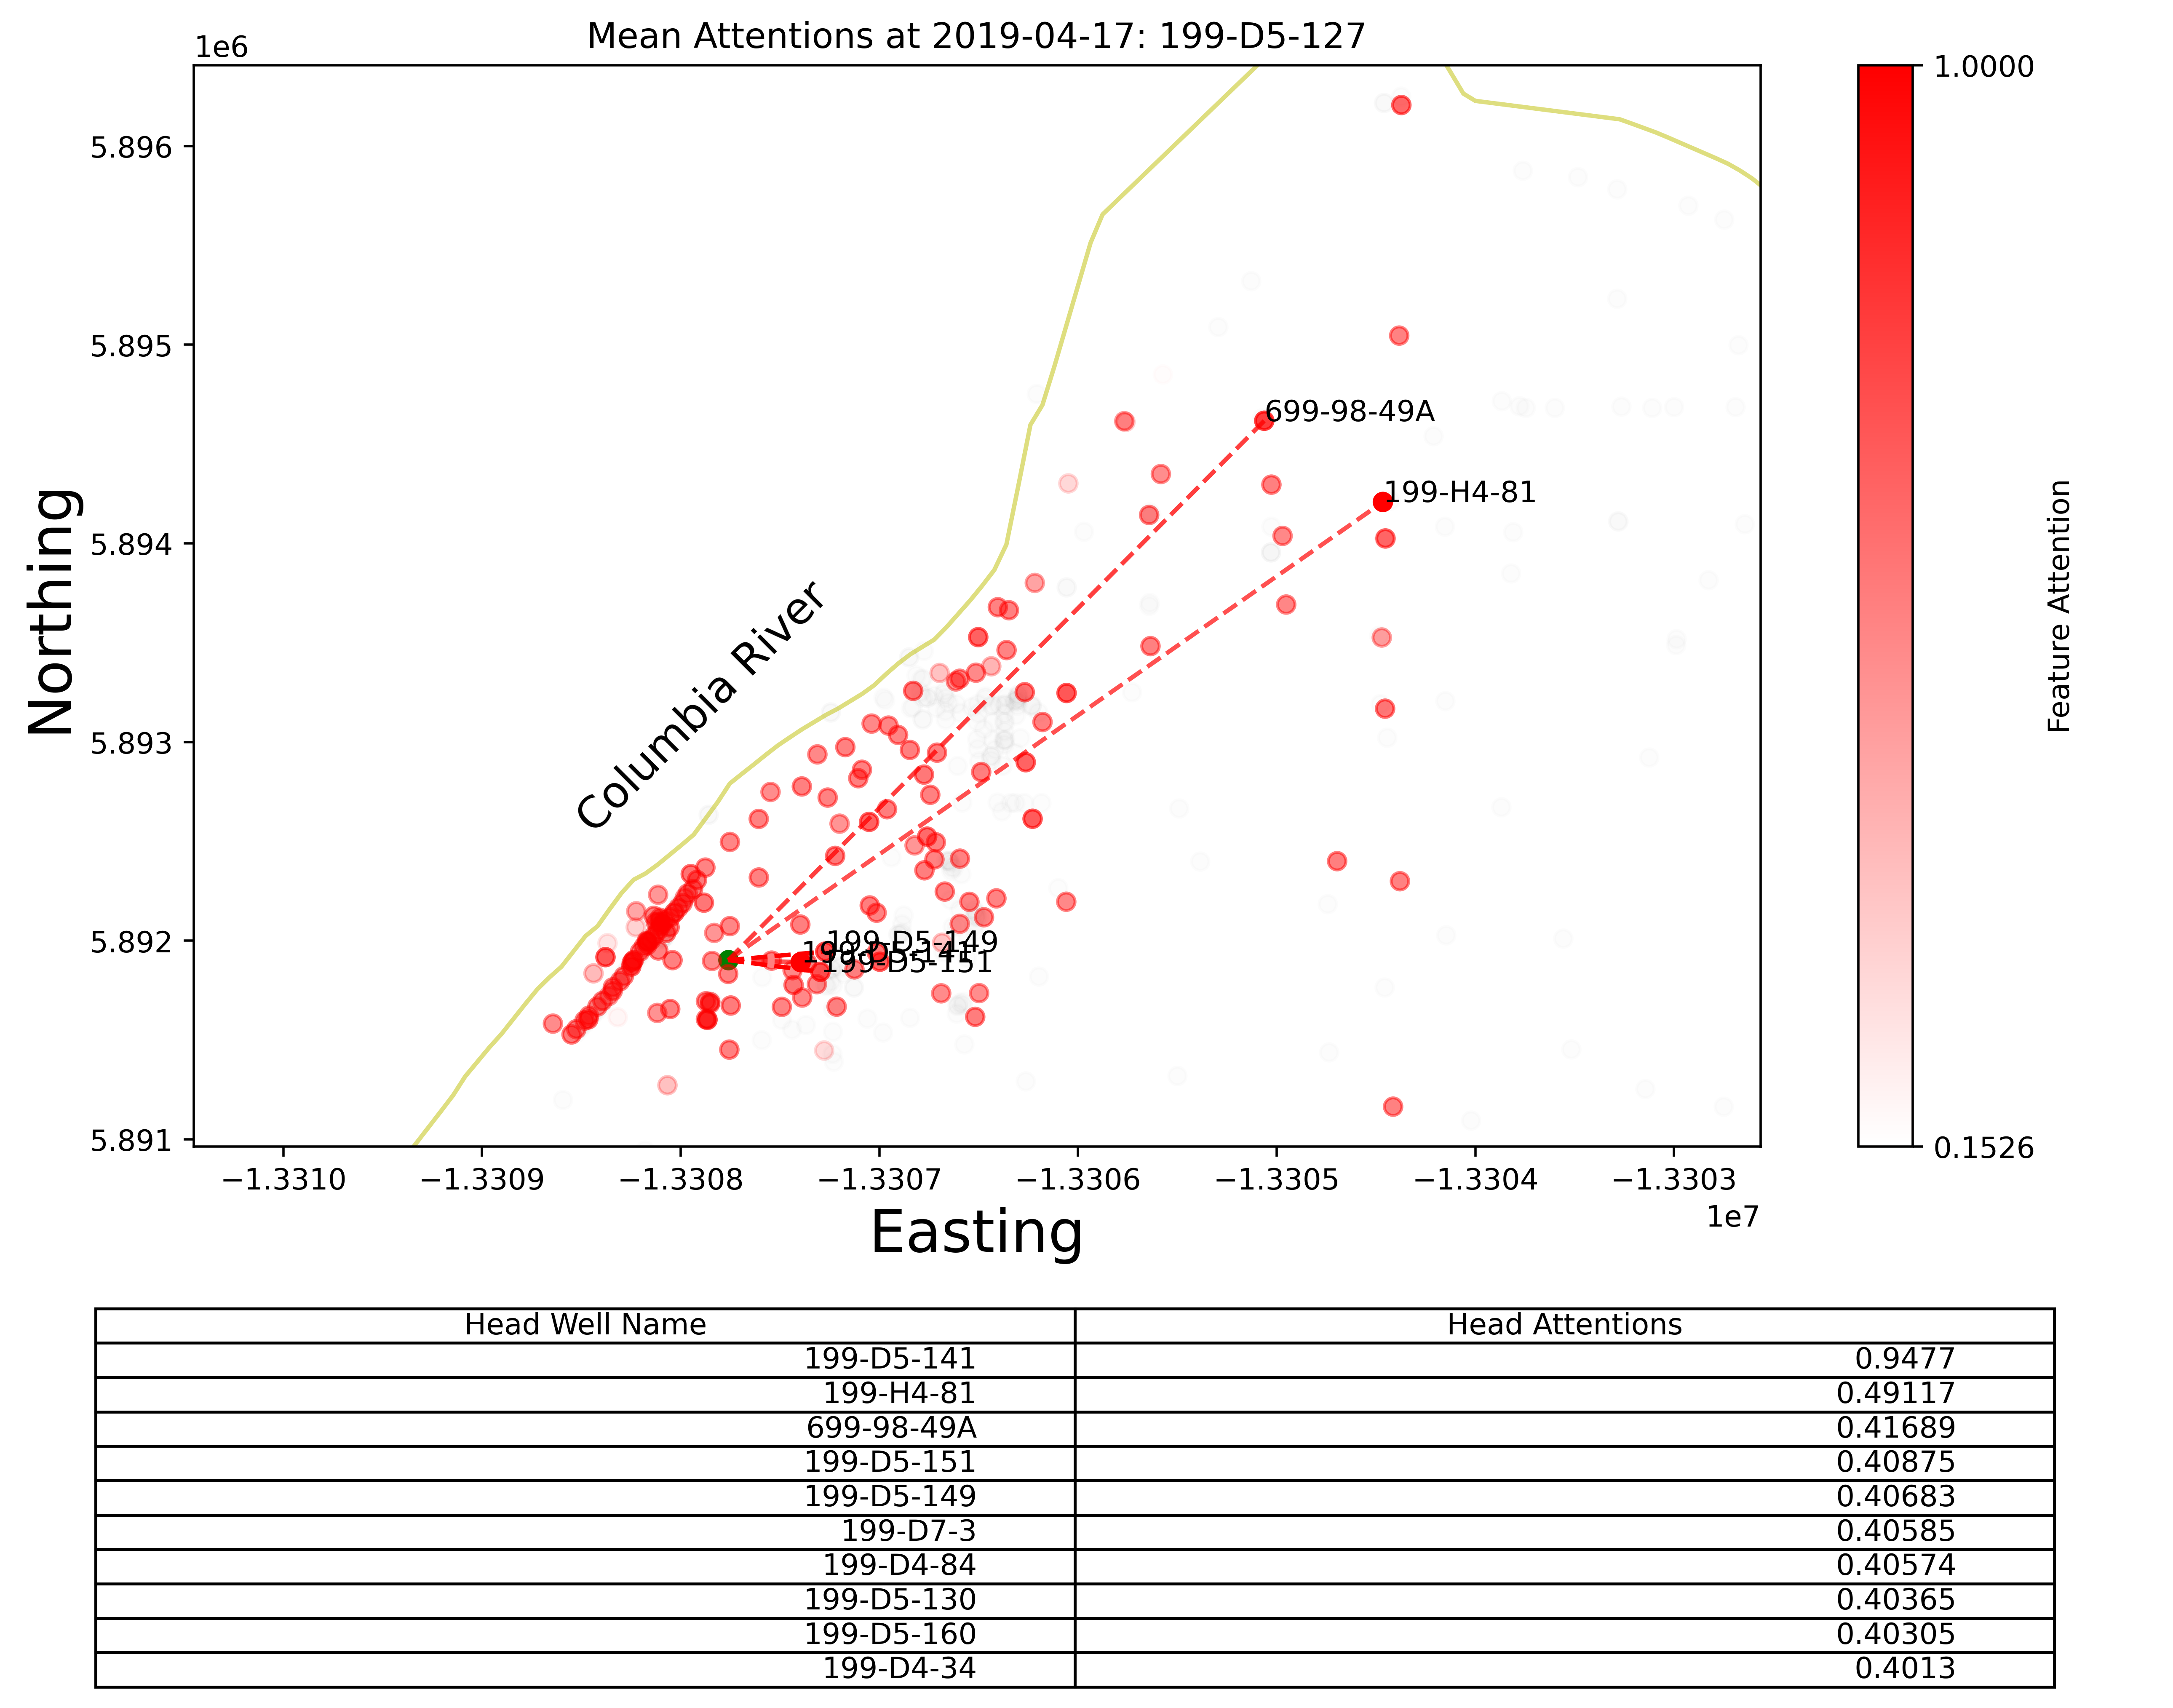 Mean Attentions at 2019-04-17: 199-D5-127
1e6
1.0000
5.896
5.895
5.894
5.893
5.892
5.891
Northing
Columbia River
699-98-49A
199-H4-81
199-D5-149
199-D5-141
199-D5-151
Feature Attention
0.1526
−1.3310 −1.3309 −1.3308 −1.3307 −1.3306 −1.3305 −1.3304 −1.3303
1e7
Easting
Head Well Name Head Attentions
199-D5-141 0.9477
199-H4-81 0.49117
699-98-49A 0.41689
199-D5-151 0.40875
199-D5-149 0.40683
199-D7-3 0.40585
199-D4-84 0.40574
199-D5-130 0.40365
199-D5-160 0.40305
199-D4-34 0.4013